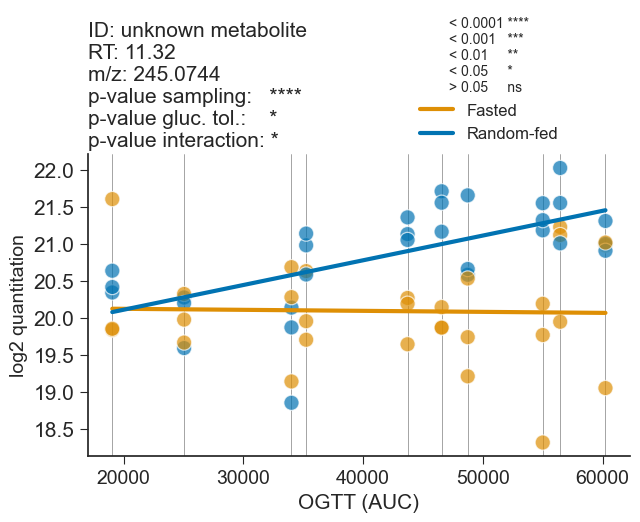 ID: unknown metabolite
RT: 11.32
m/z: 245.0744
p-value sampling: ****
p-value gluc. tol.: *
p-value interaction: *
< 0.0001 ****
< 0.001 ***
< 0.01 **
< 0.05 *
> 0.05 ns
Fasted
Random-fed
log2 quantitation
22.0
21.5
21.0
20.5
20.0
19.5
19.0
18.5
20000 30000 40000 50000 60000
OGTT (AUC)